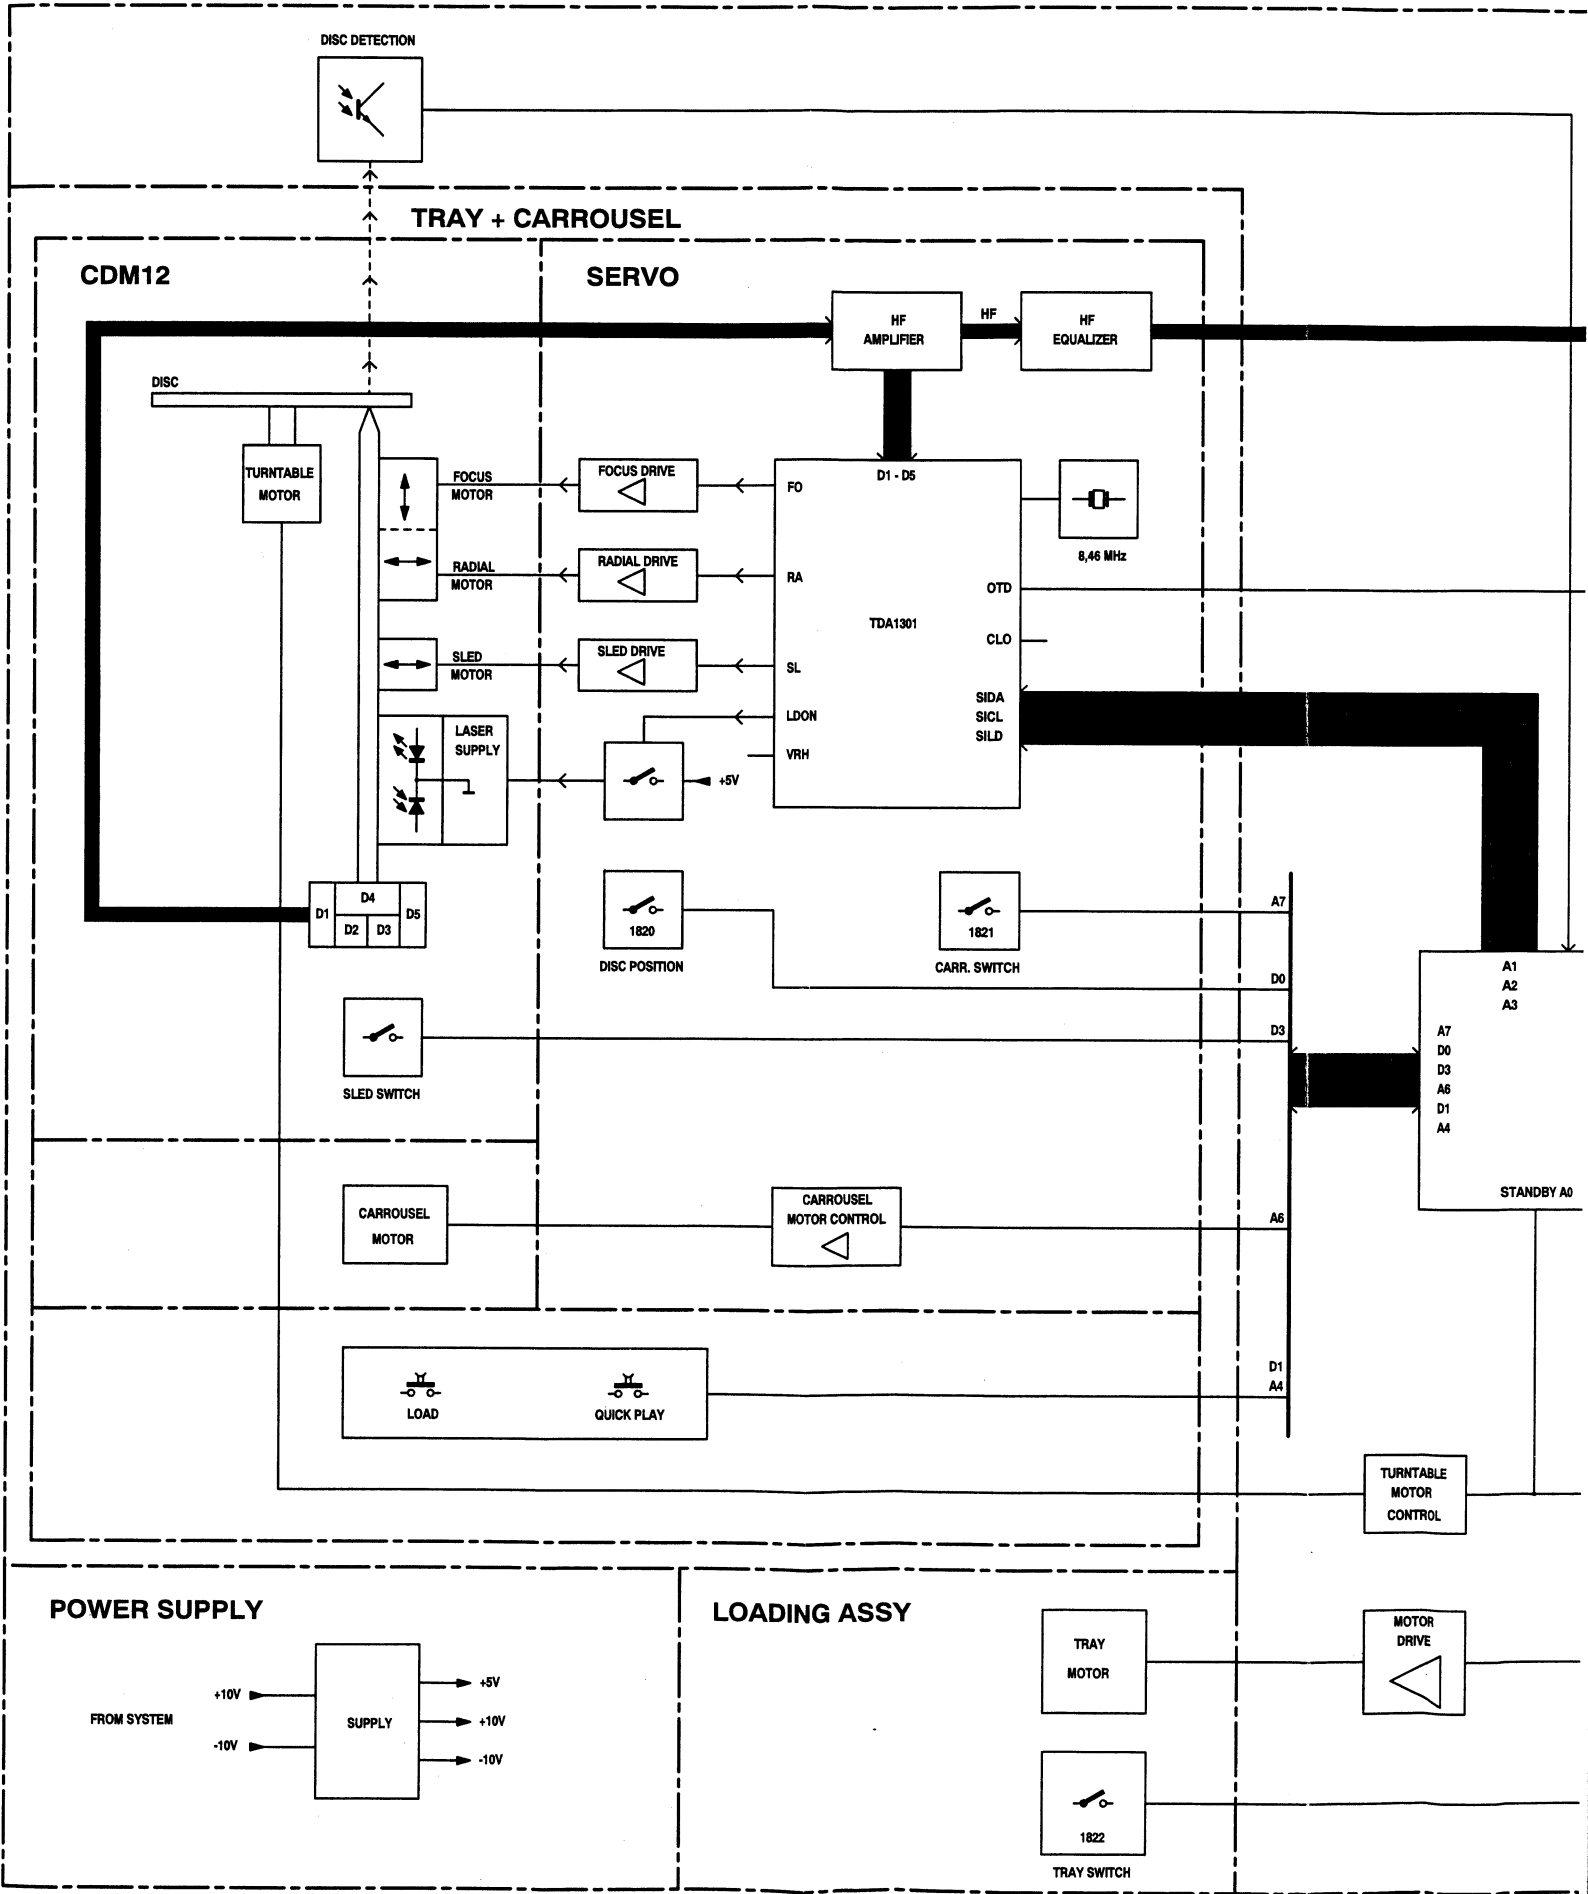 DISC DETECTION
TRAY + CARROUSEL
CDM12
SERVO
HF
AMPLIFIER
HF
HF
EQUALIZER
DISC
TURNTABLE
MOTOR
FOCUS
MOTOR
RADIAL
MOTOR
SLED
MOTOR
LASER
SUPPLY
FOCUS DRIVE
RADIAL DRIVE
SLED DRIVE
+5V
D1 - D5
FO
RA
SL
LDON
VRH
TDA1301
OTD
CLO
SIDA
SICL
SILD
8,46 MHz
D1
D4
D2
D3
D5
1820
DISC POSITION
1821
CARR. SWITCH
A7
D0
D3
SLED SWITCH
A1
A2
A3
A7
D0
D3
A6
D1
A4
STANDBY A0
CARROUSEL
MOTOR
CARROUSEL
MOTOR CONTROL
A6
LOAD
QUICK PLAY
D1
A4
TURNTABLE
MOTOR
CONTROL
POWER SUPPLY
FROM SYSTEM
+10V
-10V
SUPPLY
+5V
+10V
-10V
LOADING ASSY
TRAY
MOTOR
MOTOR
DRIVE
1822
TRAY SWITCH